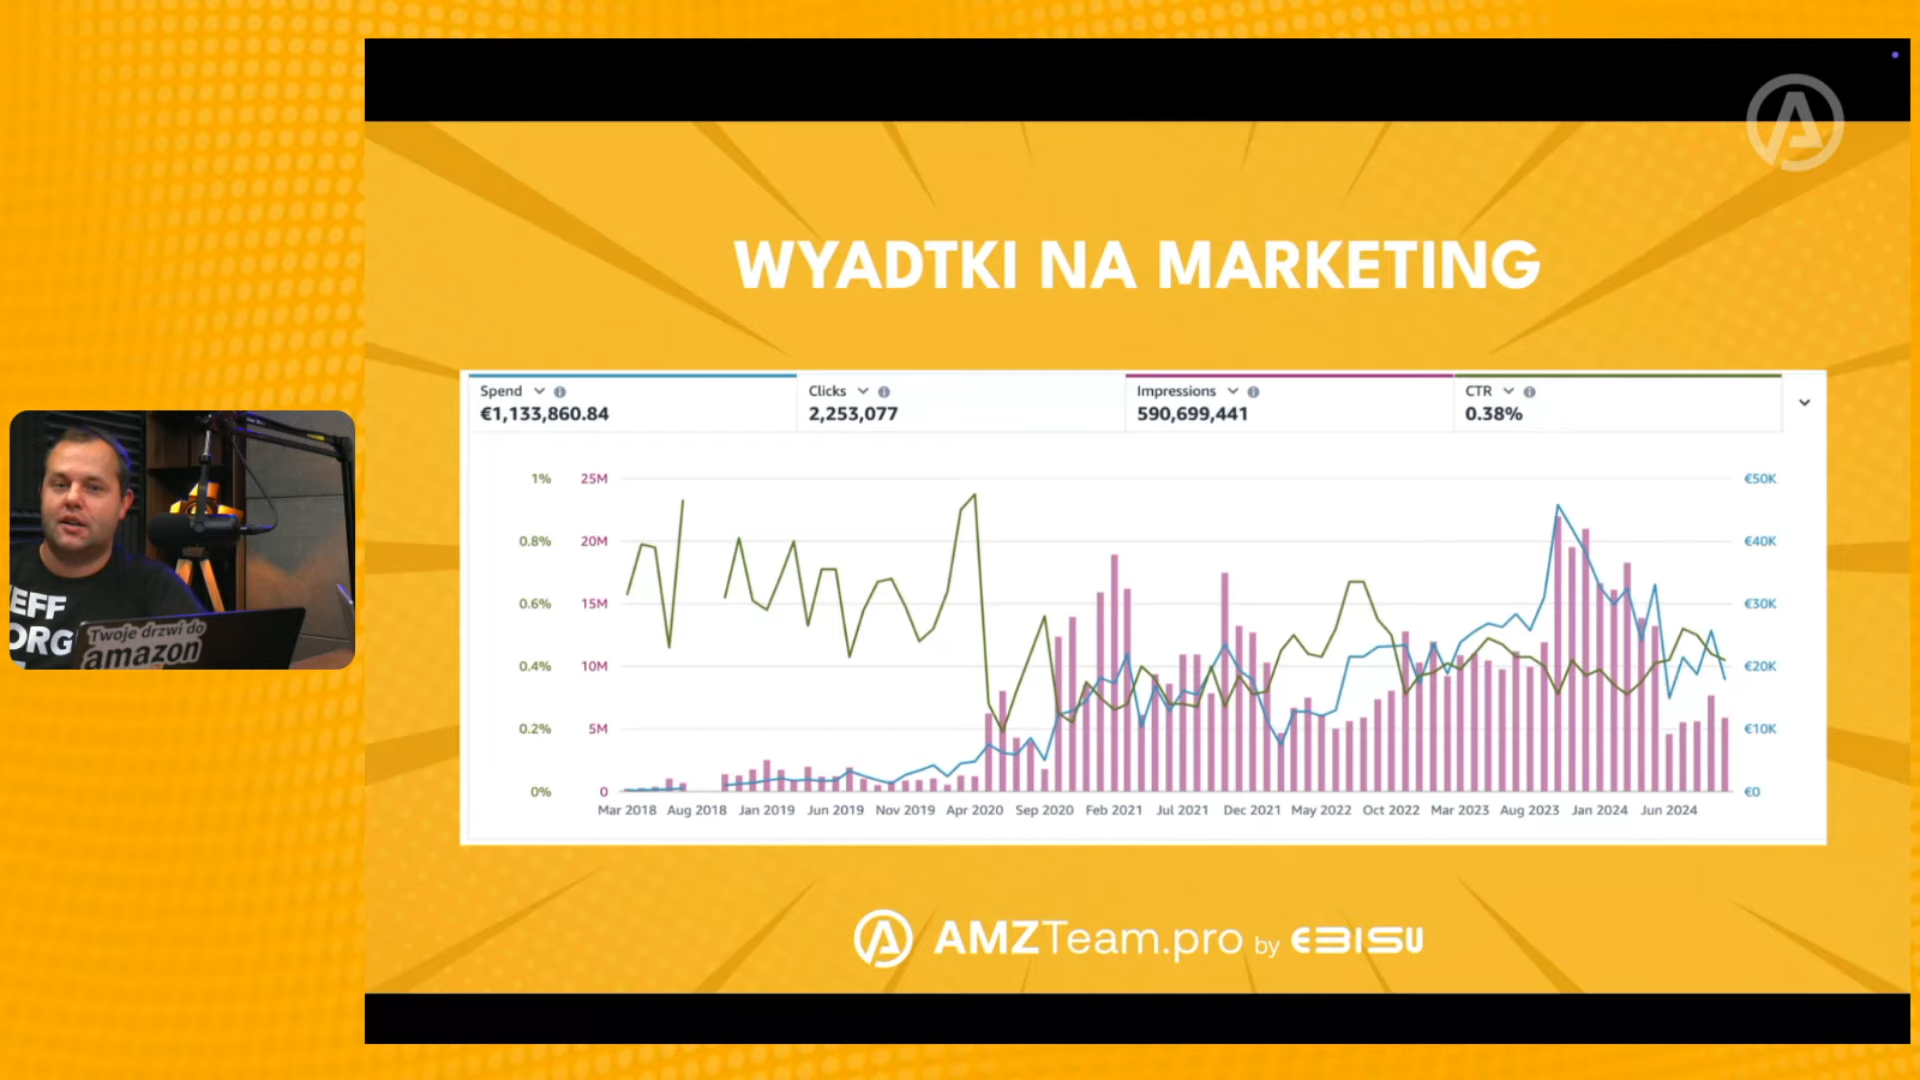 WYADTKI NA MARKETING
Spend
€1,133,860.84
Clicks
2,253,077
Impressions
590,699,441
CTR
0.38%
1% 25M €50K
0.8% 20M €40K
0.6% 15M €30K
0.4% 10M €20K
0.2% 5M €10K
0% 0 €0
Mar 2018 Aug 2018 Jan 2019 Jun 2019 Nov 2019 Apr 2020 Sep 2020 Feb 2021 Jul 2021 Dec 2021 May 2022 Oct 2022 Mar 2023 Aug 2023 Jan 2024 Jun 2024
EFF
ORG
Twoje drzwi do
amazon
AMZTeam.pro by EBISU